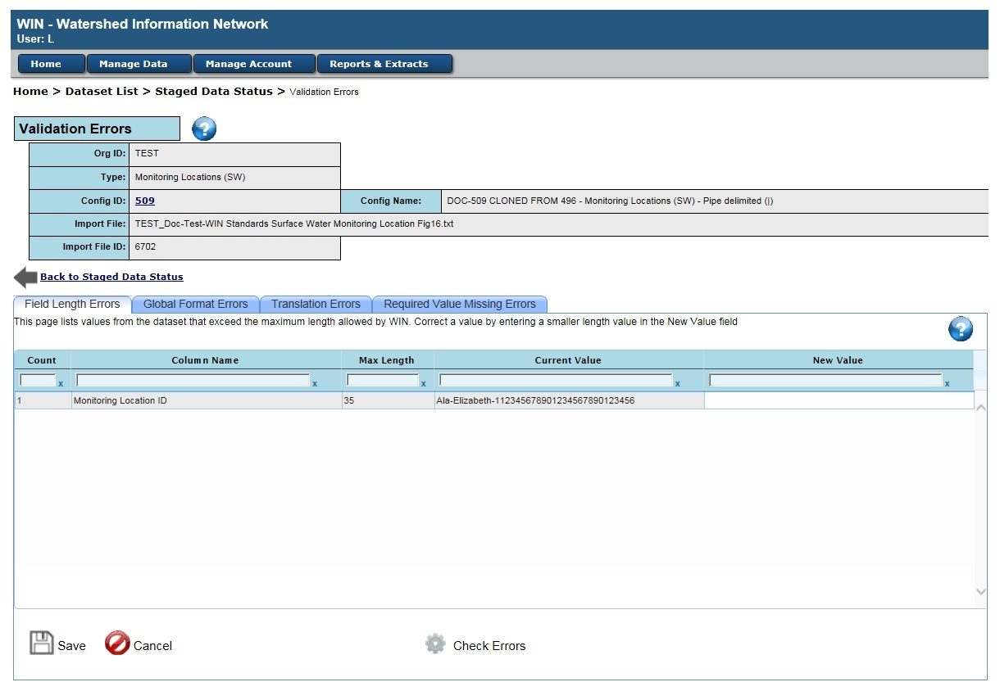 WIN - Watershed Information Network
User: L
Home Manage Data Manage Account Reports & Extracts
Home > Dataset List > Staged Data Status > Validation Errors
Validation Errors ?
Org ID: TEST
Type: Monitoring Locations (SW)
Config ID: 509 Config Name: DOC-509 CLONED FROM 496 - Monitoring Locations (SW) - Pipe delimited (|)
Import File: TEST_Doc-Test-WIN Standards Surface Water Monitoring Location Fig16.txt
Import File ID: 6702
Back to Staged Data Status
Field Length Errors Global Format Errors Translation Errors Required Value Missing Errors
This page lists values from the dataset that exceed the maximum length allowed by WIN. Correct a value by entering a smaller length value in the New Value field ?
Count Column Name Max Length Current Value New Value
x x x x x
1 Monitoring Location ID 35 Ala-Elizabeth-112345678901234567890123456
Save Cancel Check Errors